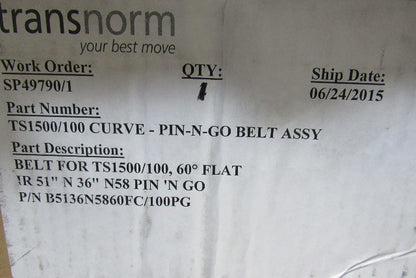 transnorm
your best move
Work Order: QTY: Ship Date:
SP49790/1 1 06/24/2015
Part Number:
TS1500/100 CURVE - PIN-N-GO BELT ASSY
Part Description:
BELT FOR TS1500/100, 60° FLAT
IR 51" N 36" N58 PIN 'N GO
P/N B5136N5860FC/100PG